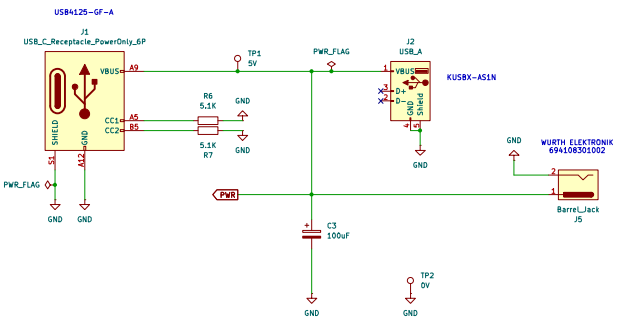 USB4125-GF-A
J1
USB_C_Receptacle_PowerOnly_6P
VBUS
A9
CC1
A5
CC2
B5
SHIELD
GND
S1
A12
PWR_FLAG
GND
GND
R6
5.1K
5.1K
R7
GND
GND
TP1
5V
PWR_FLAG
J2
USB_A
KUSBX-AS1N
1
VBUS
3
D+
2
D-
GND
Shield
4
5
GND
PWR
C3
100uF
+
GND
TP2
0V
GND
GND
WURTH ELEKTRONIK
694108301002
2
1
Barrel_Jack
J5